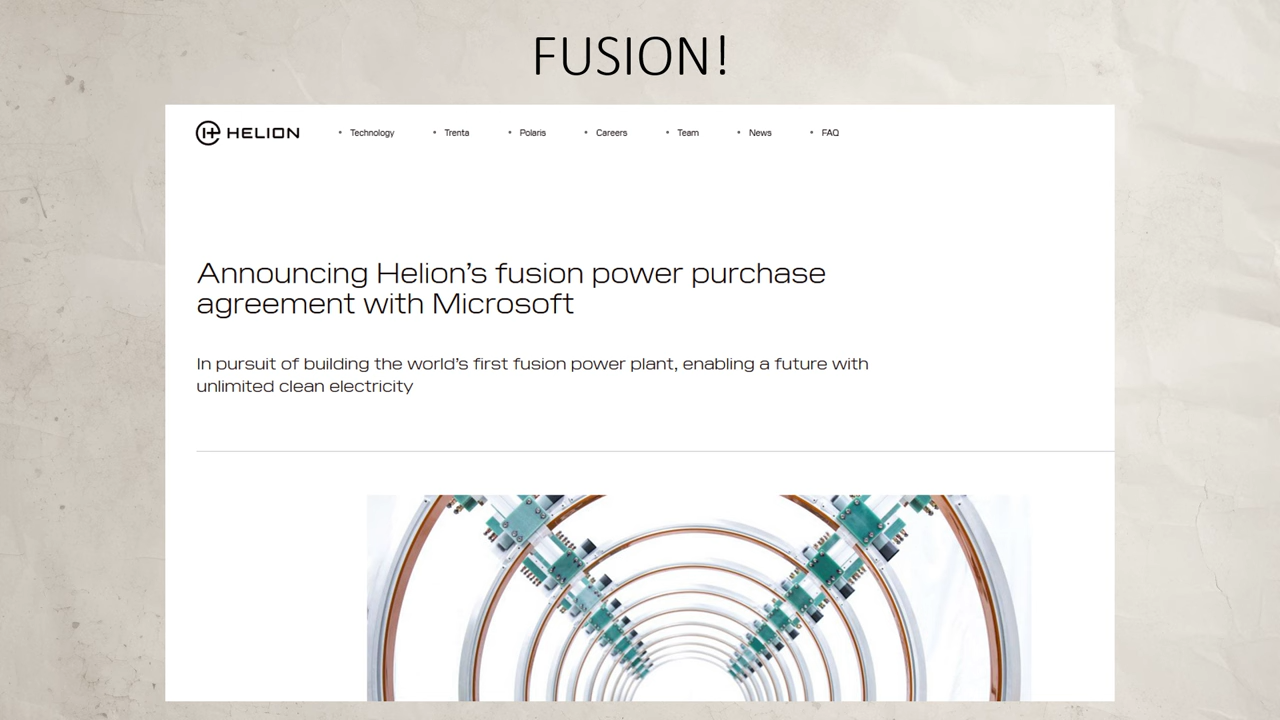 FUSION!
HELION
• Technology • Trenta • Polaris • Careers • Team • News • FAQ
Announcing Helion’s fusion power purchase
agreement with Microsoft
In pursuit of building the world’s first fusion power plant, enabling a future with
unlimited clean electricity